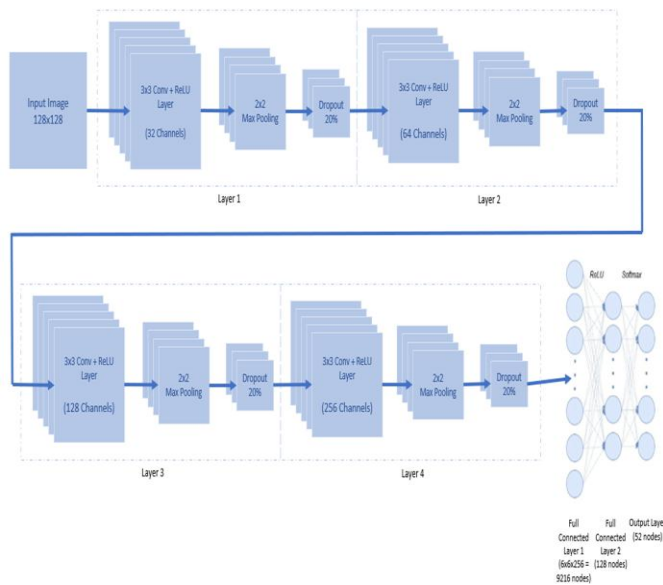 Input Image
128x128
3x3 Conv + ReLU
Layer
(32 Channels)
2x2
Max Pooling
Dropout
20%
3x3 Conv + ReLU
Layer
(64 Channels)
2x2
Max Pooling
Dropout
20%
Layer 1
Layer 2
3x3 Conv + ReLU
Layer
(128 Channels)
2x2
Max Pooling
Dropout
20%
3x3 Conv + ReLU
Layer
(256 Channels)
2x2
Max Pooling
Dropout
20%
Layer 3
Layer 4
ReLU
Softmax
Full
Connected
Layer 1
(6x6x256 =
9216 nodes)
Full
Connected
Layer 2
(128 nodes)
Output Laye
(52 nodes)